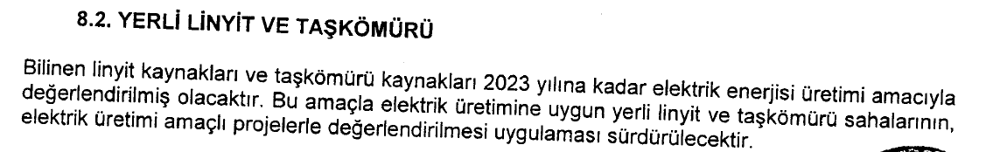 8.2. YERLİ LİNYİT VE TAŞKÖMÜRÜ
Bilinen linyit kaynakları ve taşkömürü kaynakları 2023 yılına kadar elektrik enerjisi üretimi amacıyla
değerlendirilmiş olacaktır. Bu amaçla elektrik üretimine uygun yerli linyit ve taşkömürü sahalarının,
elektrik üretimi amaçlı projelerle değerlendirilmesi uygulaması sürdürülecektir.